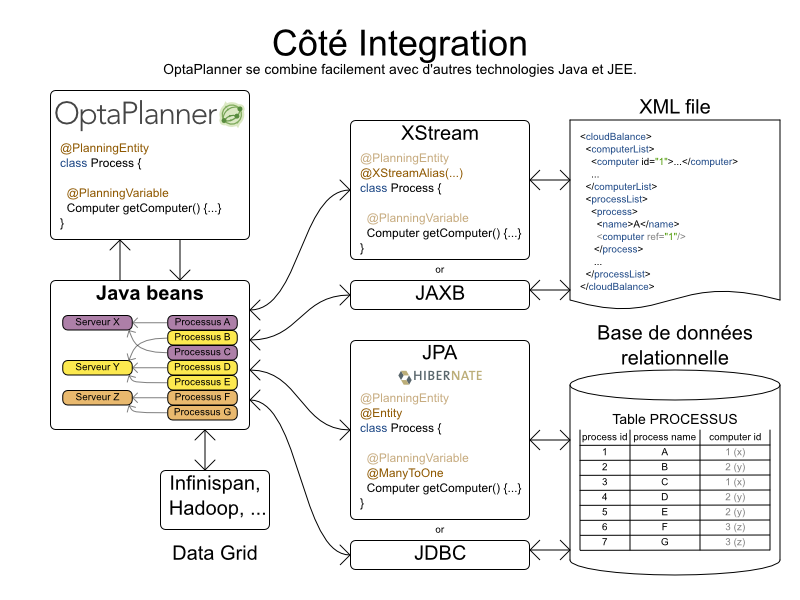 Côté Integration
OptaPlanner se combine facilement avec d'autres technologies Java et JEE.
OptaPlanner
@PlanningEntity
class Process {
@PlanningVariable
Computer getComputer() {...}
}
Java beans
Serveur X
Serveur Y
Serveur Z
Processus A
Processus B
Processus C
Processus D
Processus E
Processus F
Processus G
Infinispan,
Hadoop, ...
Data Grid
XStream
@PlanningEntity
@XStreamAlias(...)
class Process {
@PlanningVariable
Computer getComputer() {...}
}
or
JAXB
JPA
HIBERNATE
@PlanningEntity
@Entity
class Process {
@PlanningVariable
@ManyToOne
Computer getComputer() {...}
}
or
JDBC
XML file
<cloudBalance>
<computerList>
<computer id="1">...</computer>
...
</computerList>
<processList>
<process>
<name>A</name>
<computer ref="1"/>
</process>
...
</processList>
</cloudBalance>
Base de données
relationnelle
Table PROCESSUS
process id process name computer id
1 A 1 (x)
2 B 2 (y)
3 C 1 (x)
4 D 2 (y)
5 E 2 (y)
6 F 3 (z)
7 G 3 (z)